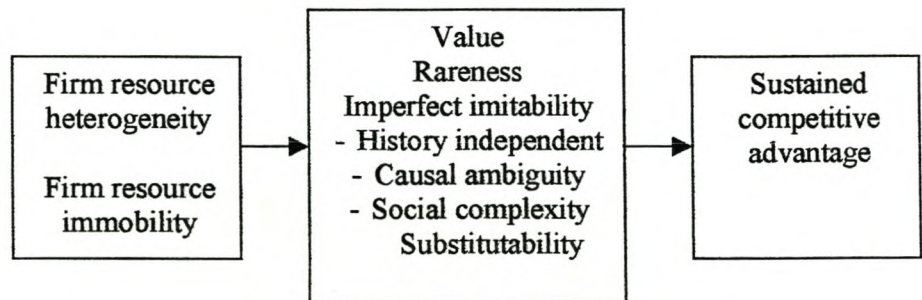 Firm resource
heterogeneity
Firm resource
immobility
Value
Rareness
Imperfect imitability
- History independent
- Causal ambiguity
- Social complexity
Substitutability
Sustained
competitive
advantage